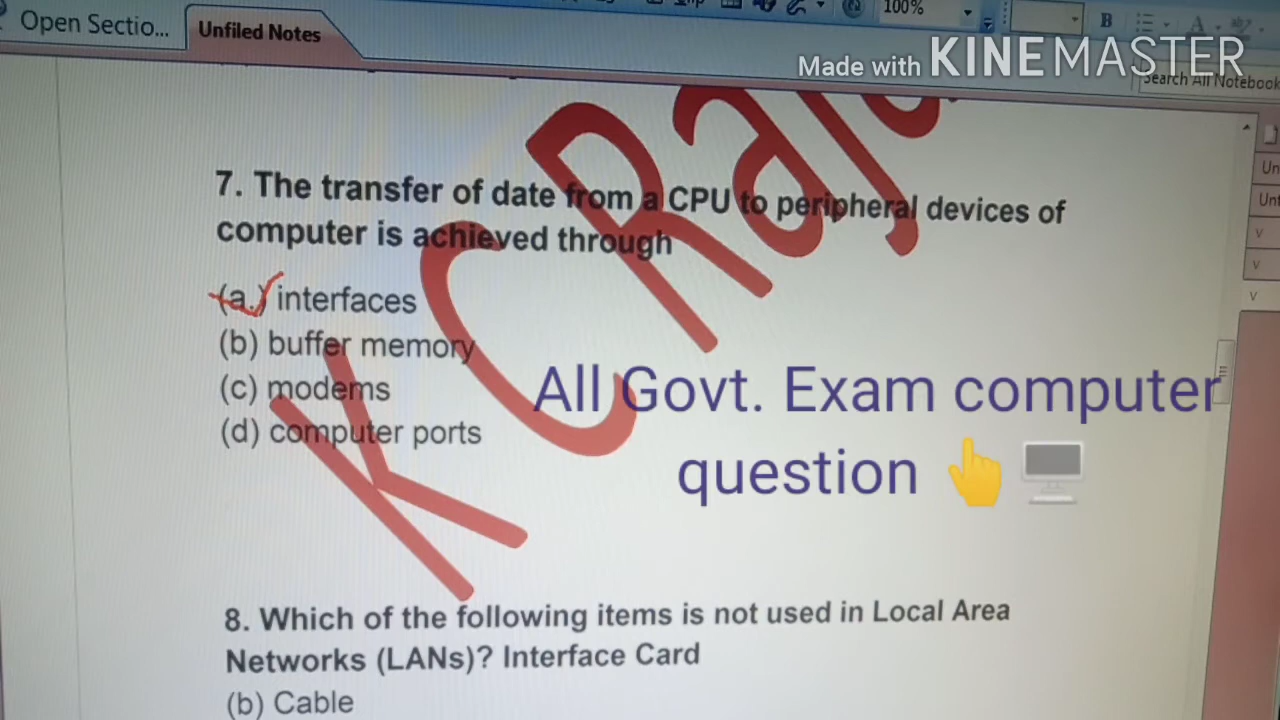 Open Sectio...
Unfiled Notes
100%
B
Made with KINEMASTER
Search All Notebook
Un
7. The transfer of date from a CPU to peripheral devices of
computer is achieved through
(a.) interfaces
(b) buffer memory
(c) modems
(d) computer ports
K C Raj
All Govt. Exam computer
question 👆🖥️
8. Which of the following items is not used in Local Area
Networks (LANs)? Interface Card
(b) Cable